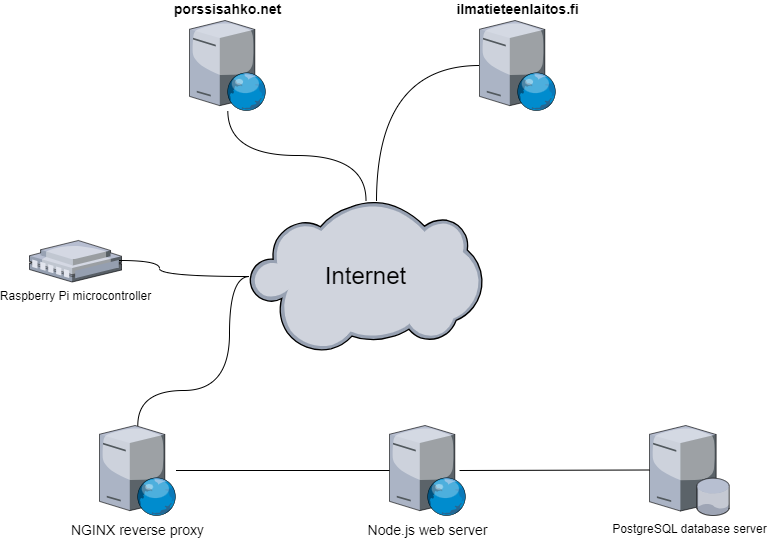 porssisahko.net
ilmatieteenlaitos.fi
Internet
Raspberry Pi microcontroller
NGINX reverse proxy
Node.js web server
PostgreSQL database server